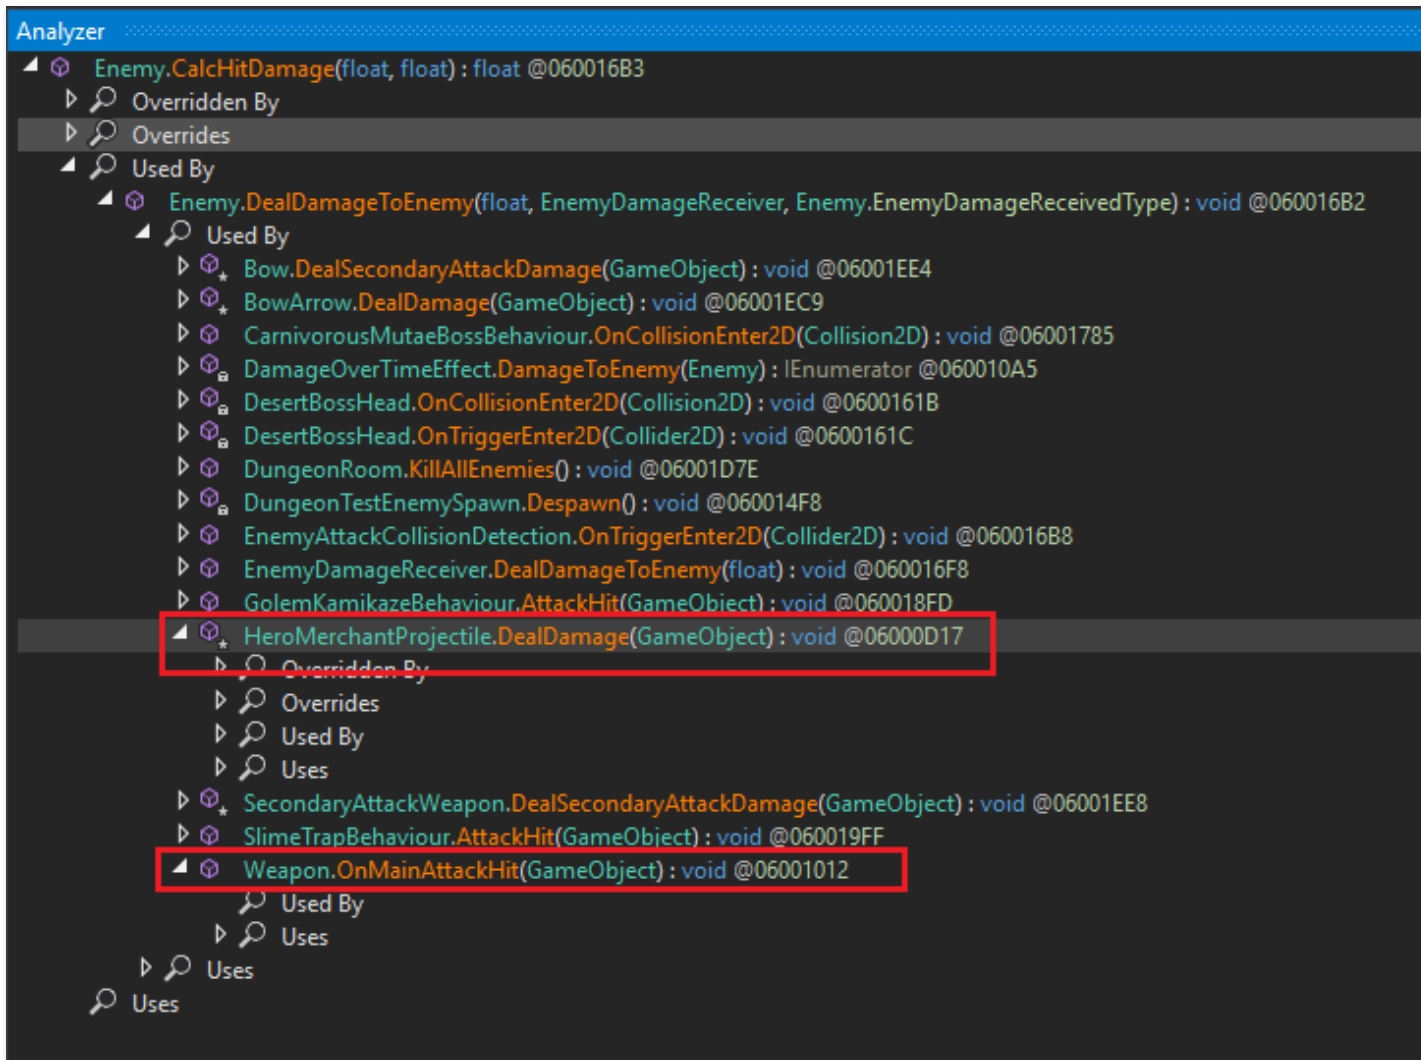 Analyzer
Enemy.CalcHitDamage(float, float) : float @060016B3
Overridden By
Overrides
Used By
Enemy.DealDamageToEnemy(float, EnemyDamageReceiver, Enemy.EnemyDamageReceivedType) : void @060016B2
Used By
Bow.DealSecondaryAttackDamage(GameObject) : void @06001EE4
BowArrow.DealDamage(GameObject) : void @06001EC9
CarnivorousMutaeBossBehaviour.OnCollisionEnter2D(Collision2D) : void @06001785
DamageOverTimeEffect.DamageToEnemy(Enemy) : IEnumerator @060010A5
DesertBossHead.OnCollisionEnter2D(Collision2D) : void @0600161B
DesertBossHead.OnTriggerEnter2D(Collider2D) : void @0600161C
DungeonRoom.KillAllEnemies() : void @06001D7E
DungeonTestEnemySpawn.Despawn() : void @060014F8
EnemyAttackCollisionDetection.OnTriggerEnter2D(Collider2D) : void @060016B8
EnemyDamageReceiver.DealDamageToEnemy(float) : void @060016F8
GolemKamikazeBehaviour.AttackHit(GameObject) : void @060018FD
HeroMerchantProjectile.DealDamage(GameObject) : void @06000D17
Overridden By
Overrides
Used By
Uses
SecondaryAttackWeapon.DealSecondaryAttackDamage(GameObject) : void @06001EE8
SlimeTrapBehaviour.AttackHit(GameObject) : void @060019FF
Weapon.OnMainAttackHit(GameObject) : void @06001012
Used By
Uses
Uses
Uses